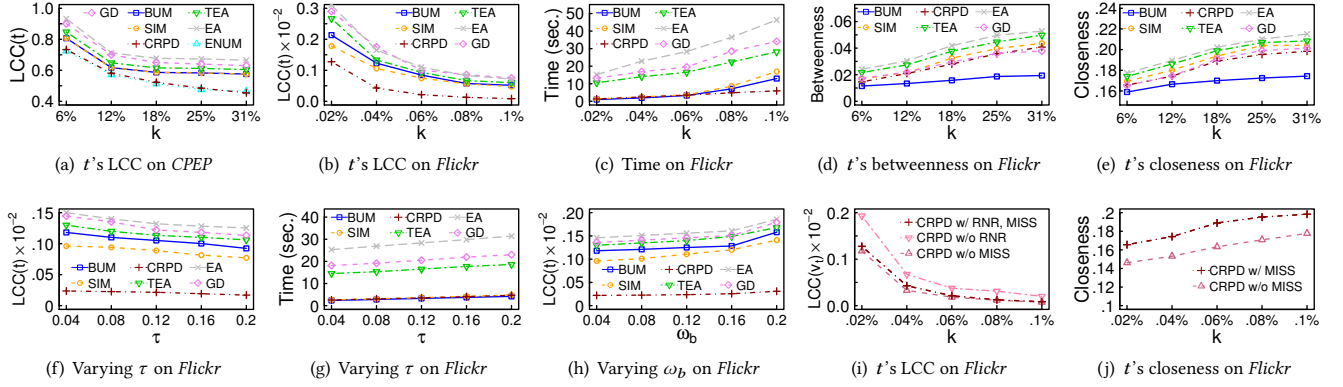 GD BUM TEA
SIM EA
CRPD ENUM
LCC(t)
1.0
0.8
0.6
0.4
6% 12% 18% 25% 31%
k
(a) t's LCC on CPEP
TEA
BUM EA
SIM GD
CRPD
LCC(t) × 10⁻²
0.3
0.2
0.1
0.0
.02% .04% .06% .08% .1%
k
(b) t's LCC on Flickr
BUM TEA
SIM EA
CRPD GD
Time (sec.)
50
40
30
20
10
0
.02% .04% .06% .08% .1%
k
(c) Time on Flickr
BUM CRPD EA
SIM TEA GD
Betweenness
.06
.04
.02
0
6% 12% 18% 25% 31%
k
(d) t's betweenness on Flickr
BUM CRPD EA
SIM TEA GD
Closeness
.22
.20
.18
.16
6% 12% 18% 25% 31%
k
(e) t's closeness on Flickr
BUM CRPD EA
SIM TEA GD
LCC(t) × 10⁻²
.15
.10
.05
0
0.04 0.08 0.12 0.16 0.2
τ
(f) Varying τ on Flickr
BUM CRPD EA
SIM TEA GD
Time (sec.)
50
40
30
20
10
0
0.04 0.08 0.12 0.16 0.2
τ
(g) Varying τ on Flickr
BUM CRPD EA
SIM TEA GD
LCC(t) × 10⁻²
.20
.15
.10
.05
0
0.04 0.08 0.12 0.16 0.2
ω_b
(h) Varying ω_b on Flickr
CRPD w/ RNR, MISS
CRPD w/o RNR
CRPD w/o MISS
LCC(v_t) × 10⁻²
0.2
0.1
0.0
.02% .04% .06% .08% .1%
k
(i) t's LCC on Flickr
CRPD w/ MISS
CRPD w/o MISS
Closeness
.2
.18
.16
.14
.12
.1
.02% .04% .06% .08% .1%
k
(j) t's closeness on Flickr